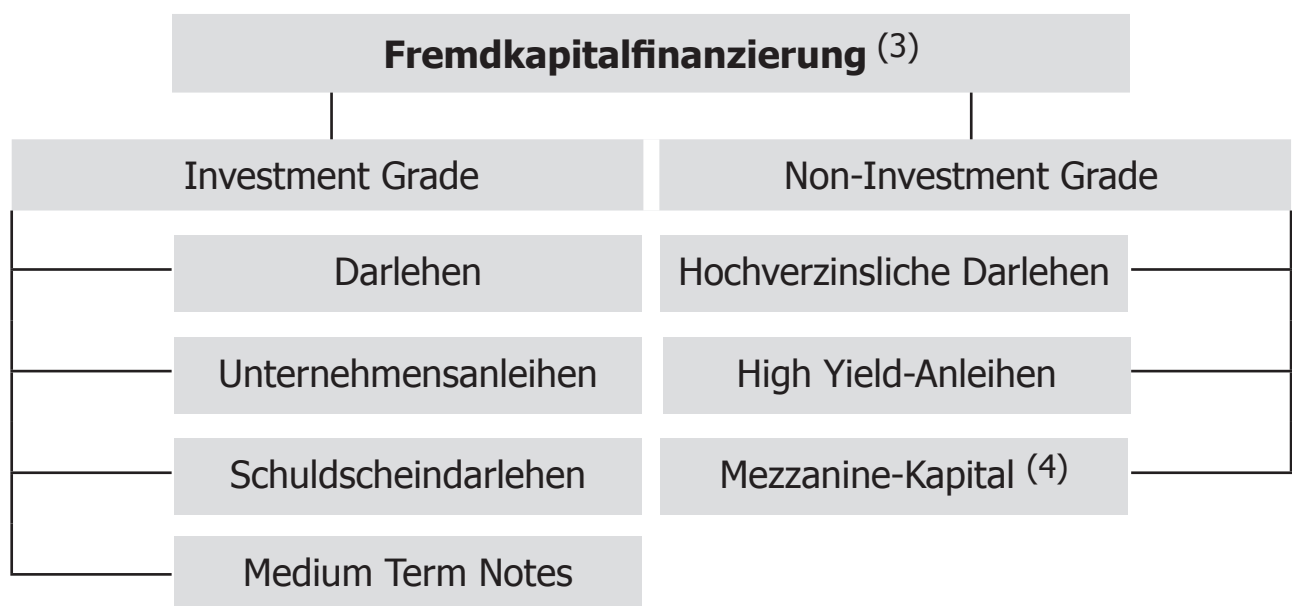 Fremdkapitalfinanzierung (3)
Investment Grade
Non-Investment Grade
Darlehen
Hochverzinsliche Darlehen
Unternehmensanleihen
High Yield-Anleihen
Schuldscheindarlehen
Mezzanine-Kapital (4)
Medium Term Notes